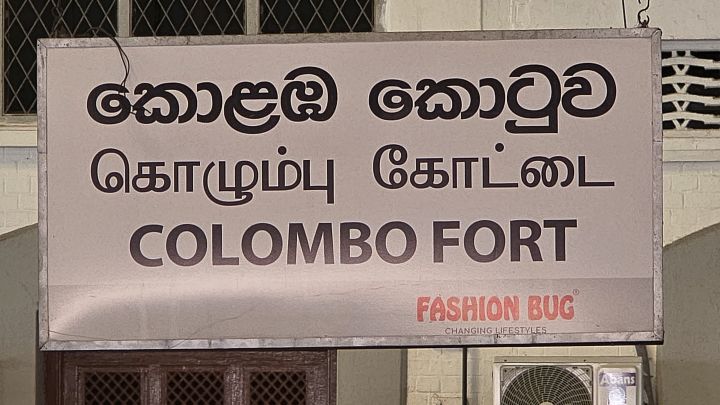 කොළඹ කොටුව
கொழும்பு கோட்டை
COLOMBO FORT
FASHION BUG®
CHANGING LIFESTYLES
Abans